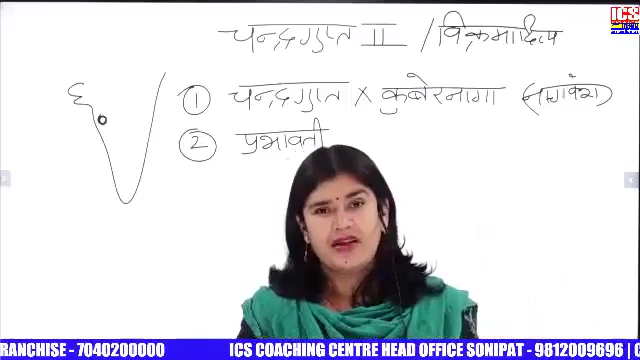 ICS
चन्द्रगुप्त II / विक्रमादित्य
① चन्द्रगुप्त × कुबेरनागा (नागवंश)
② प्रभावती
RANCHISE - 7040200000 ICS COACHING CENTRE HEAD OFFICE SONIPAT - 9812009696 | C